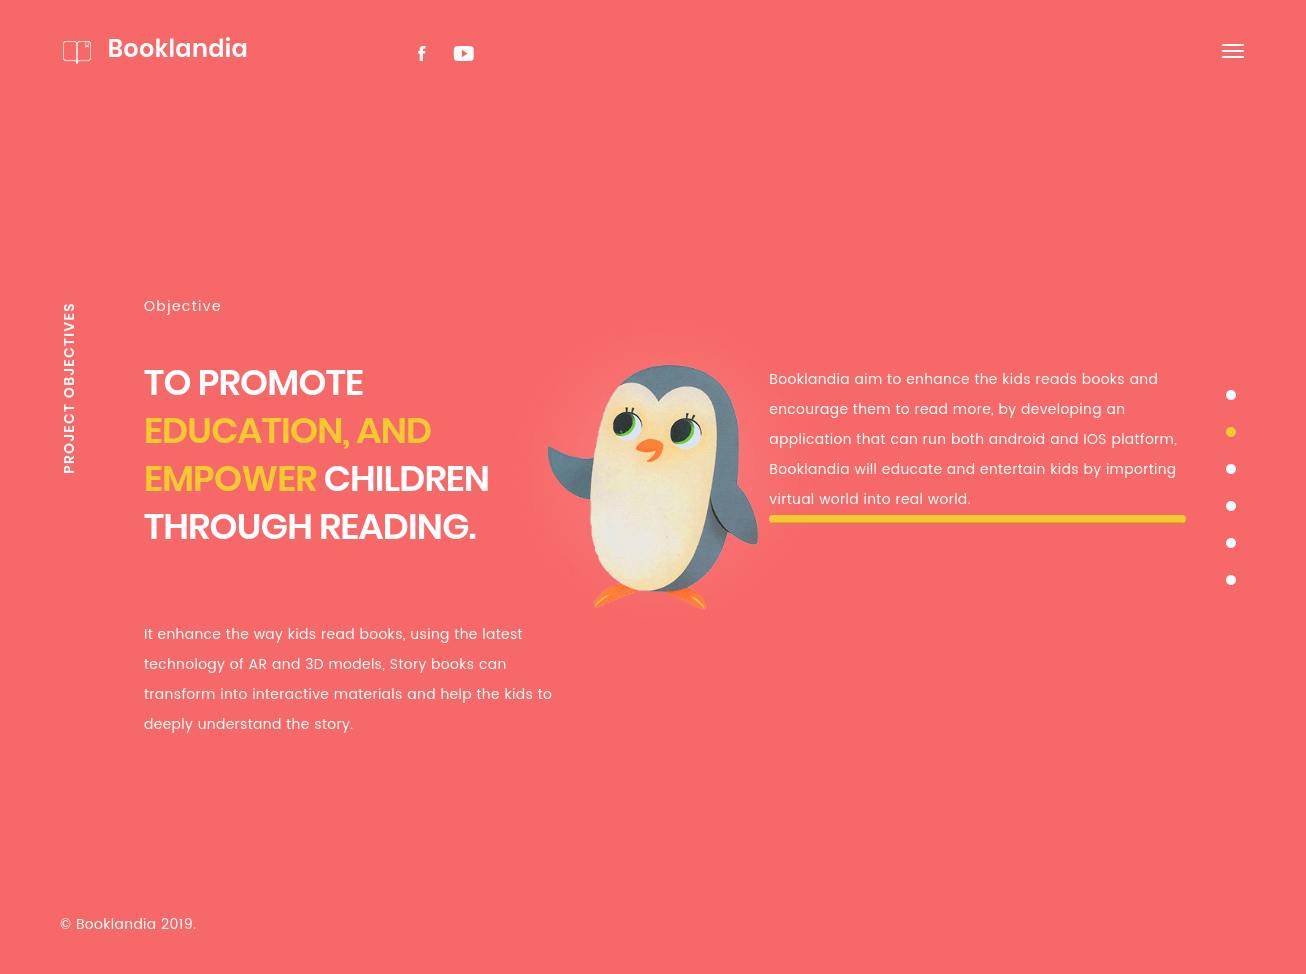 Booklandia
PROJECT OBJECTIVES
Objective
TO PROMOTE
EDUCATION, AND
EMPOWER CHILDREN
THROUGH READING.
It enhance the way kids read books, using the latest
technology of AR and 3D models, Story books can
transform into interactive materials and help the kids to
deeply understand the story.
Booklandia aim to enhance the kids reads books and
encourage them to read more, by developing an
application that can run both android and IOS platform,
Booklandia will educate and entertain kids by importing
virtual world into real world.
© Booklandia 2019.